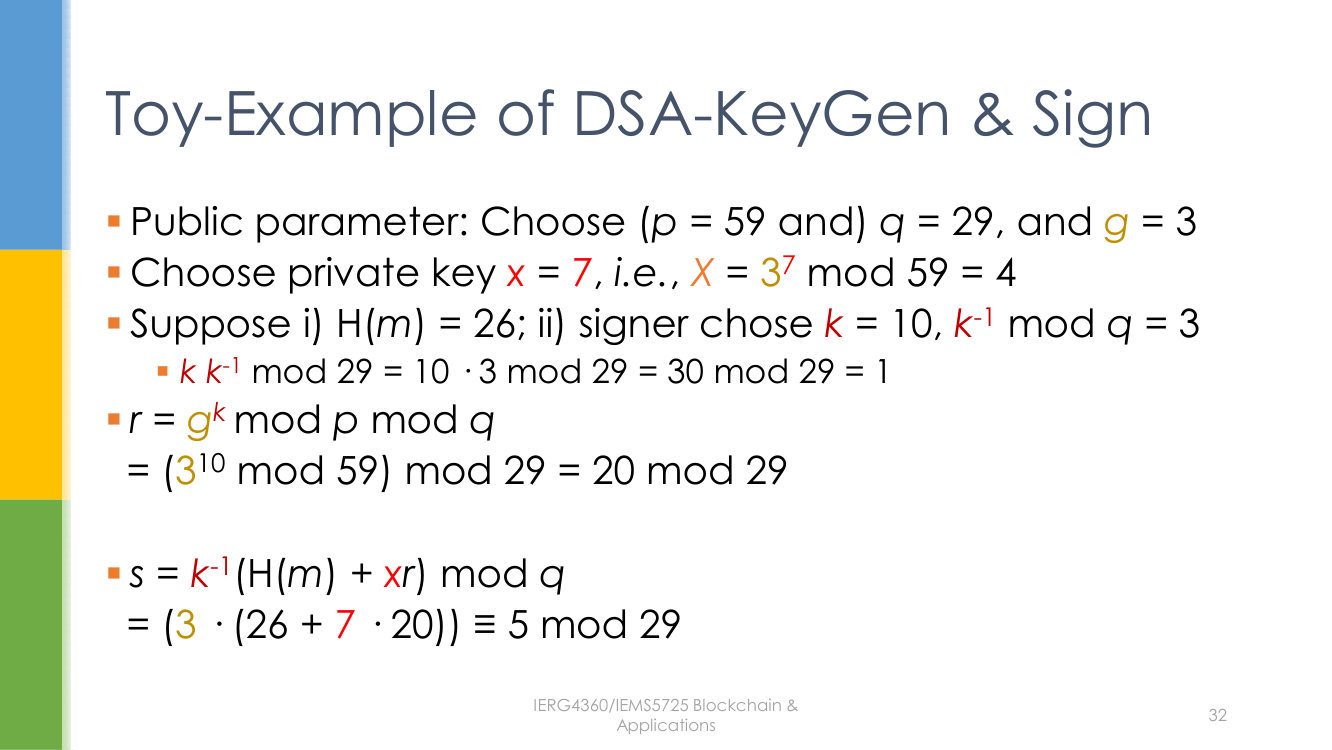 Toy-Example of DSA-KeyGen & Sign
▪ Public parameter: Choose (p = 59 and) q = 29, and g = 3
▪ Choose private key x = 7, i.e., X = 3⁷ mod 59 = 4
▪ Suppose i) H(m) = 26; ii) signer chose k = 10, k⁻¹ mod q = 3
▪ k k⁻¹ mod 29 = 10 · 3 mod 29 = 30 mod 29 = 1
▪ r = gᵏ mod p mod q
= (3¹⁰ mod 59) mod 29 = 20 mod 29
▪ s = k⁻¹(H(m) + xr) mod q
= (3 · (26 + 7 · 20)) ≡ 5 mod 29
IERG4360/IEMS5725 Blockchain &
Applications
32